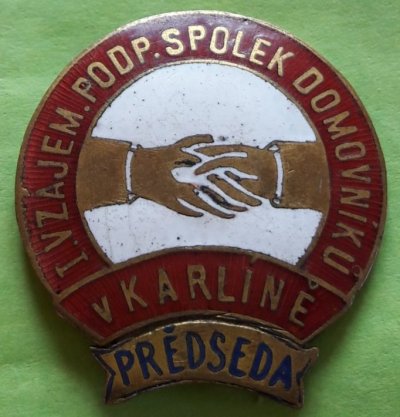 I. VZÁJEM. PODP. SPOLEK DOMOVNÍKŮ
V KARLÍNĚ
PŘEDSEDA